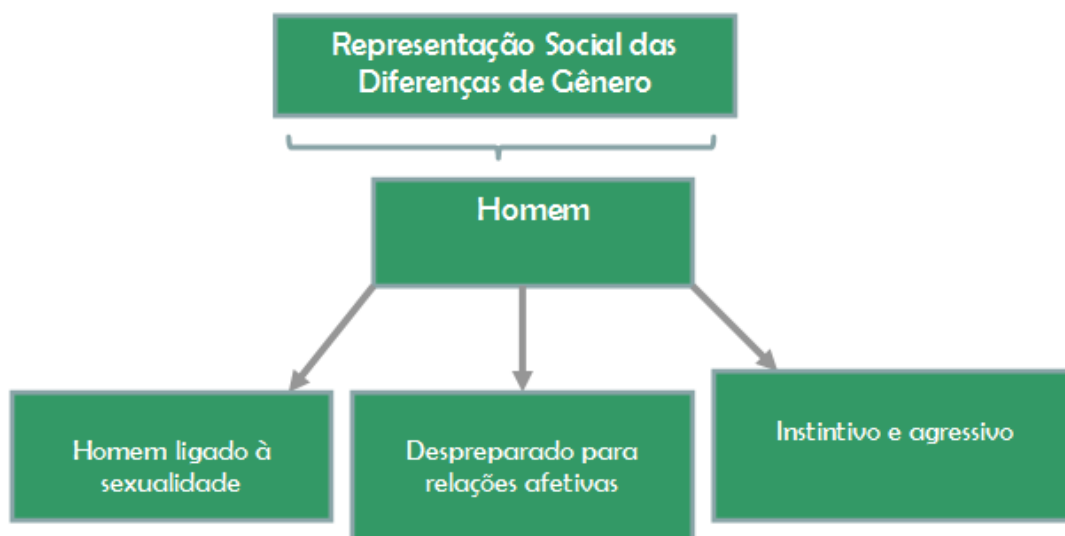 Representação Social das
Diferenças de Gênero
Homem
Homem ligado à
sexualidade
Despreparado para
relações afetivas
Instintivo e agressivo